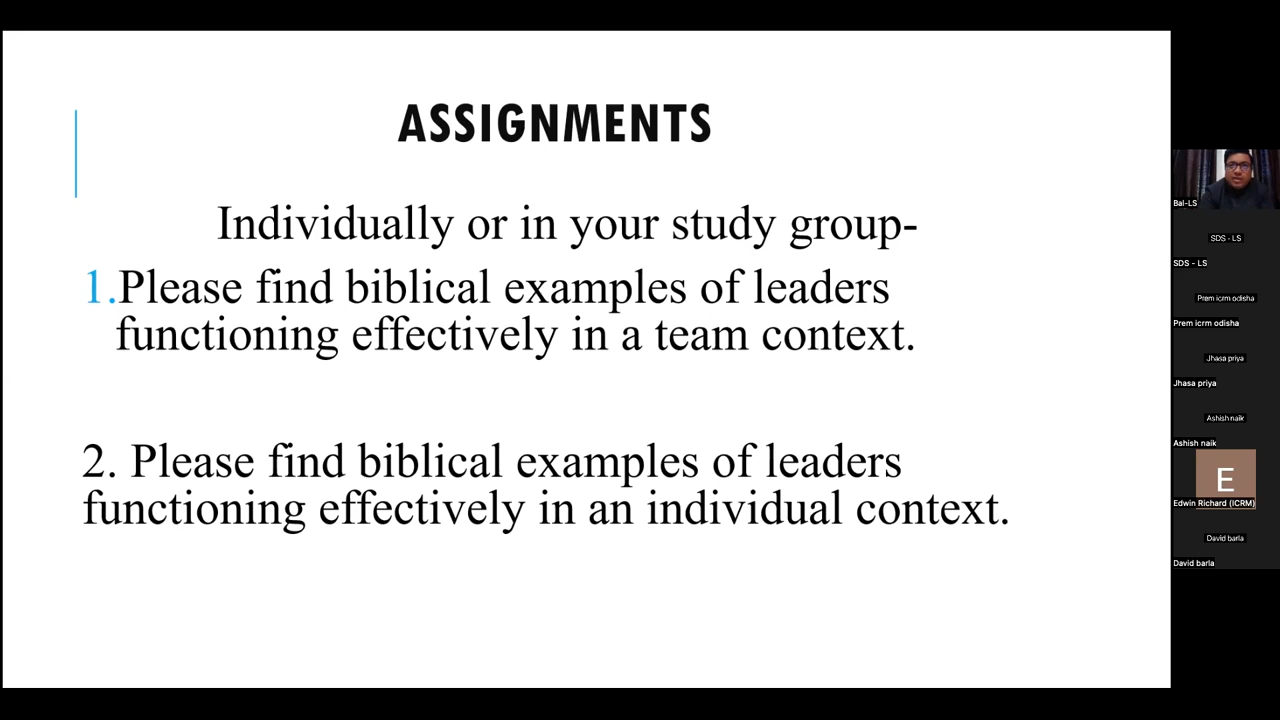 ASSIGNMENTS
Individually or in your study group-
1.Please find biblical examples of leaders
functioning effectively in a team context.
2. Please find biblical examples of leaders
functioning effectively in an individual context.
Bal-LS
SDS - LS
SDS - LS
Prem icrm odisha
Prem icrm odisha
Jhasa priya
Jhasa priya
Ashish naik
Ashish naik
E
Edwin Richard (ICRM)
David barla
David barla